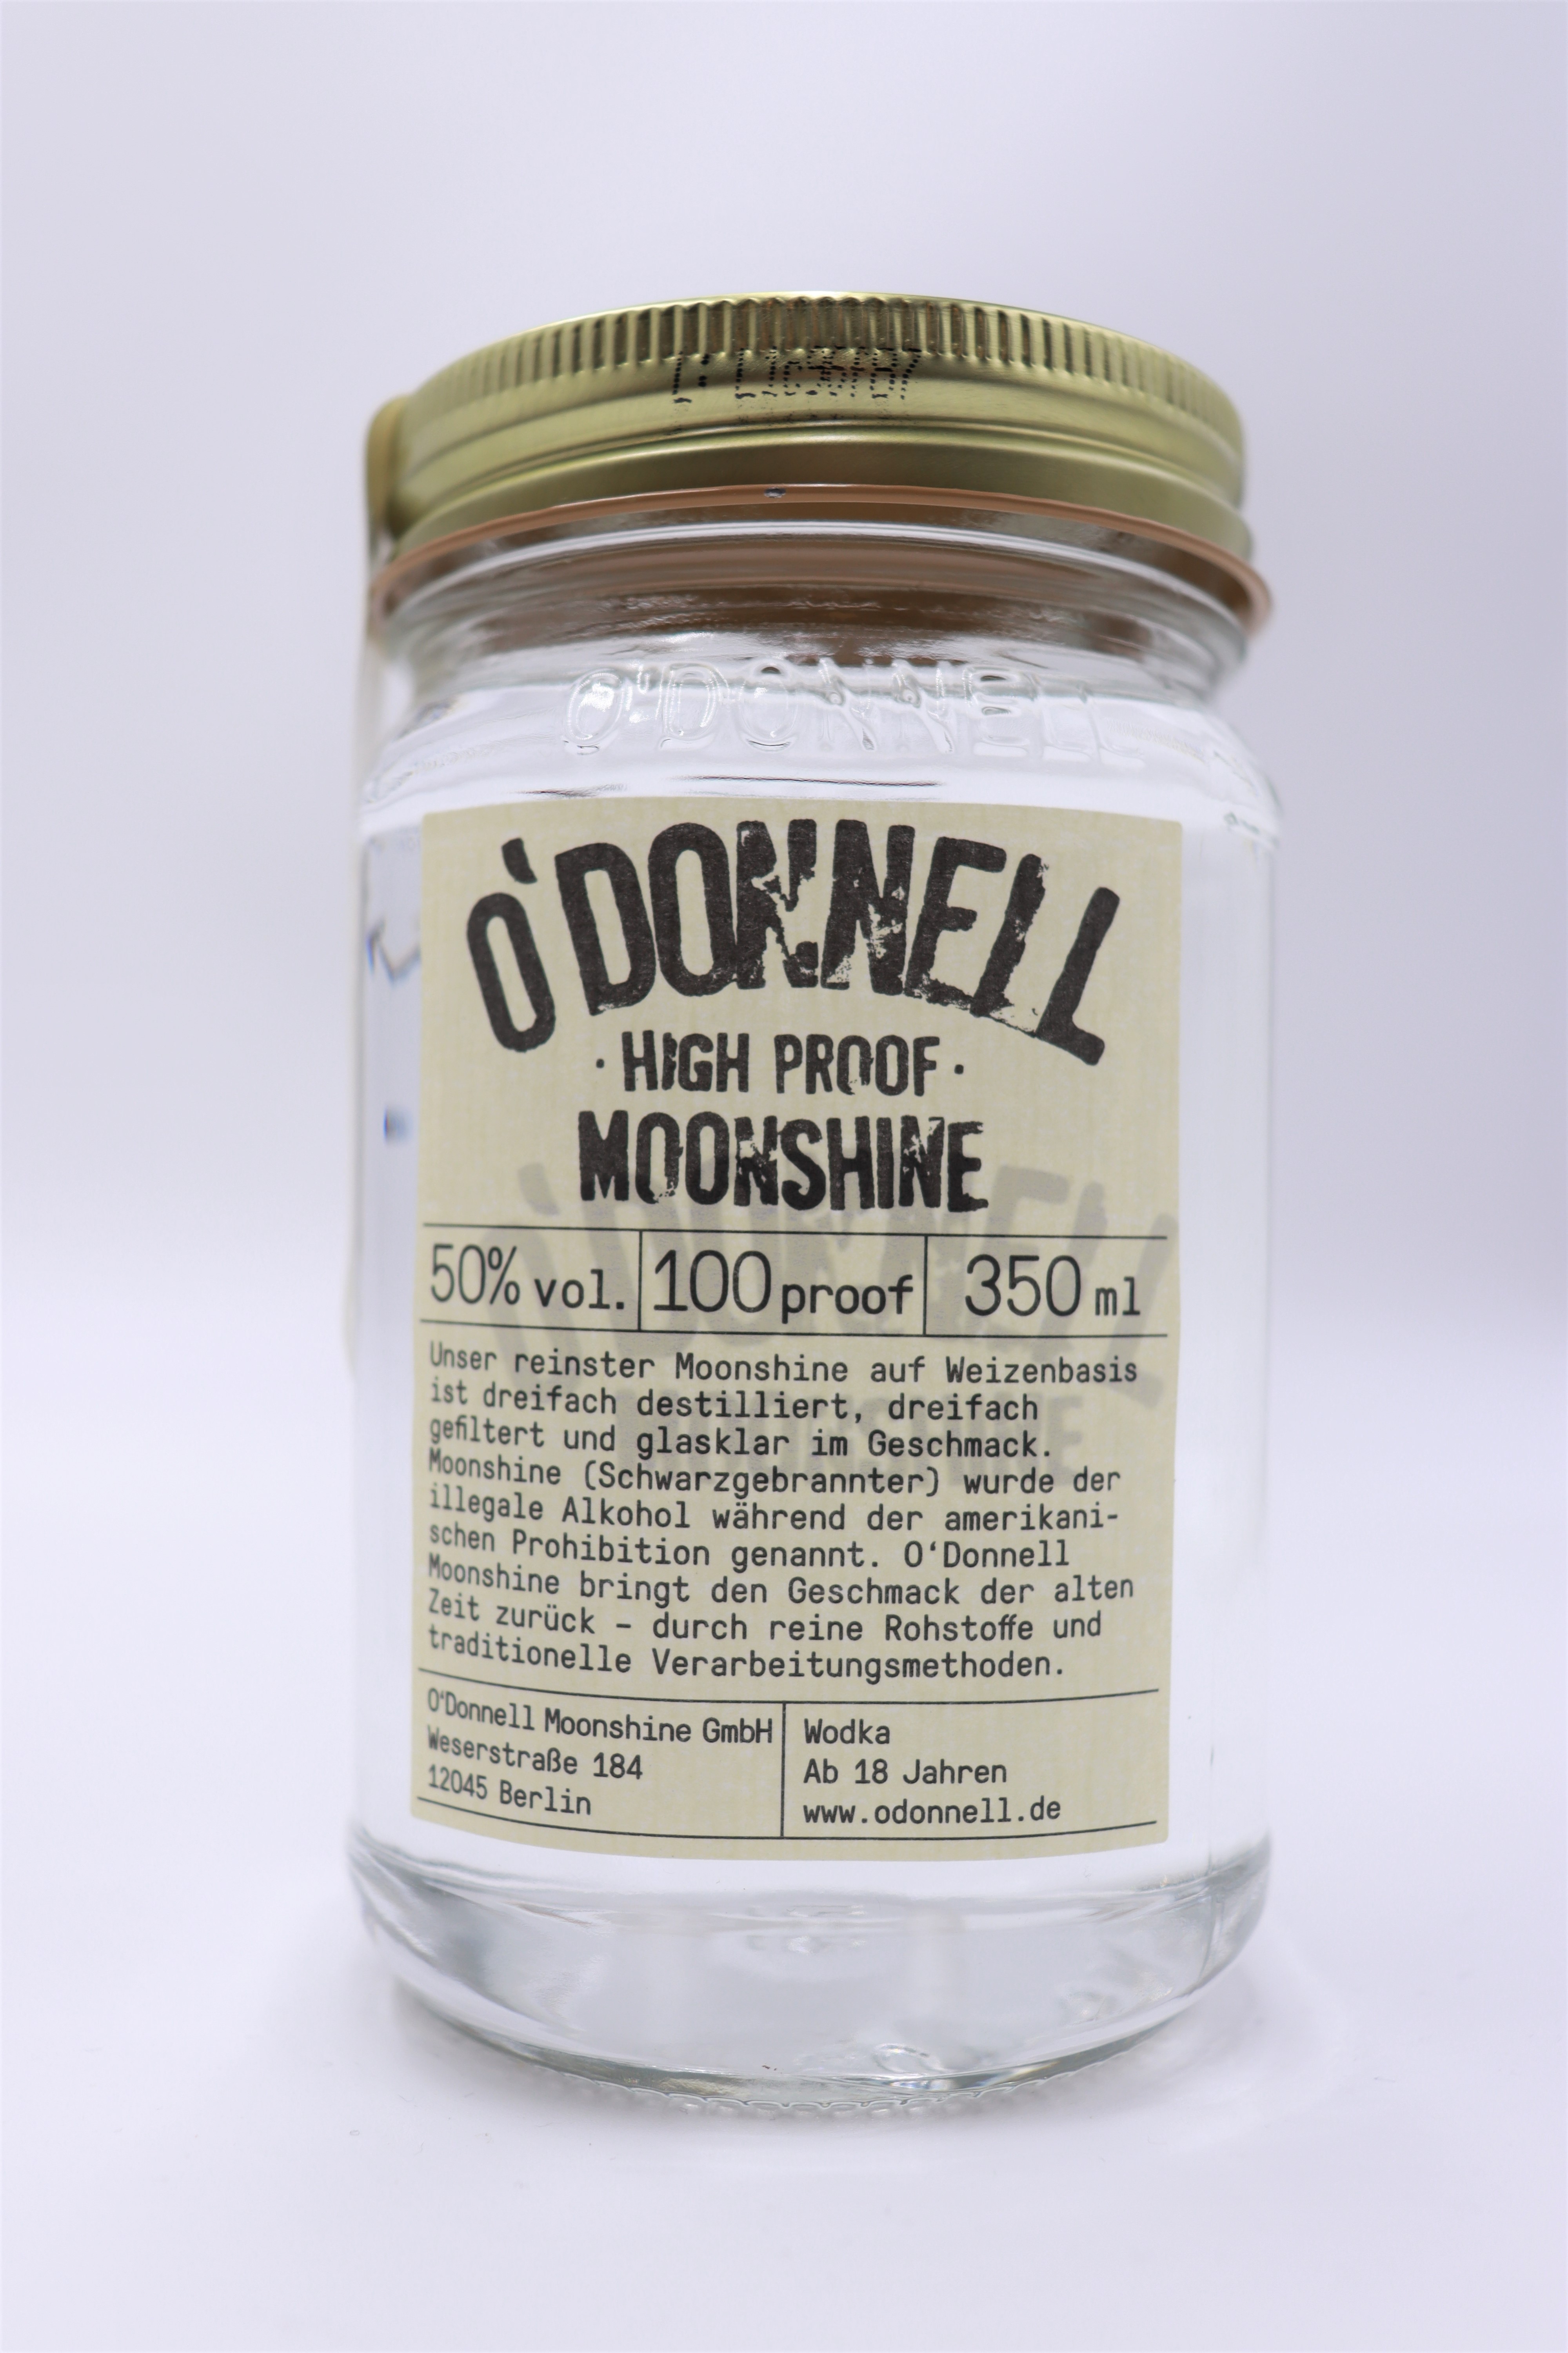 O'DONNELL
O'DONNELL
· HIGH PROOF ·
MOONSHINE
50% vol. 100 proof 350 ml
Unser reinster Moonshine auf Weizenbasis
ist dreifach destilliert, dreifach
gefiltert und glasklar im Geschmack.
Moonshine (Schwarzgebrannter) wurde der
illegale Alkohol während der amerikani-
schen Prohibition genannt. O‘Donnell
Moonshine bringt den Geschmack der alten
Zeit zurück – durch reine Rohstoffe und
traditionelle Verarbeitungsmethoden.
O‘Donnell Moonshine GmbH
Weserstraße 184
12045 Berlin
Wodka
Ab 18 Jahren
www.odonnell.de